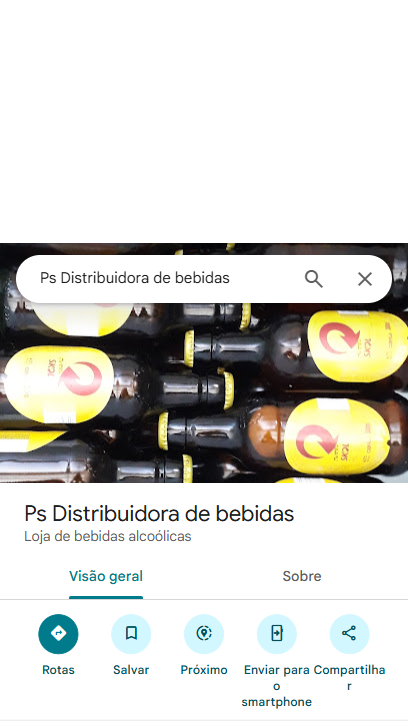 Ps Distribuidora de bebidas
Ps Distribuidora de bebidas
Loja de bebidas alcoólicas
Visão geral
Sobre
Rotas
Salvar
Próximo
Enviar para
o
smartphone
Compartilha
r